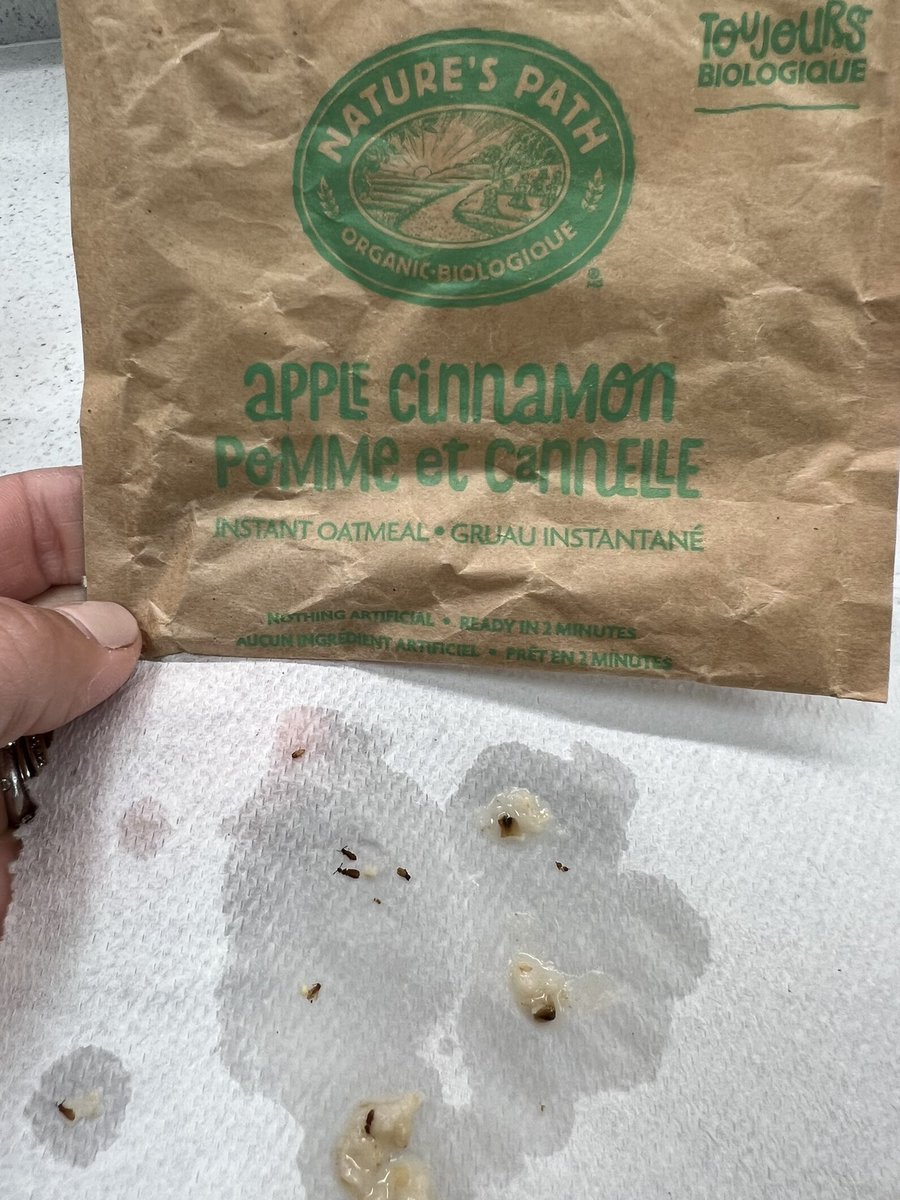 TOUJOURS
BIOLOGIQUE
NATURE'S PATH
ORGANIC·BIOLOGIQUE
APPLE CINNAMON
POMME et CANNELLE
INSTANT OATMEAL • GRUAU INSTANTANÉ
NOTHING ARTIFICIAL • READY IN 2 MINUTES
AUCUN INGRÉDIENT ARTIFICIEL • PRÊT EN 2 MINUTES